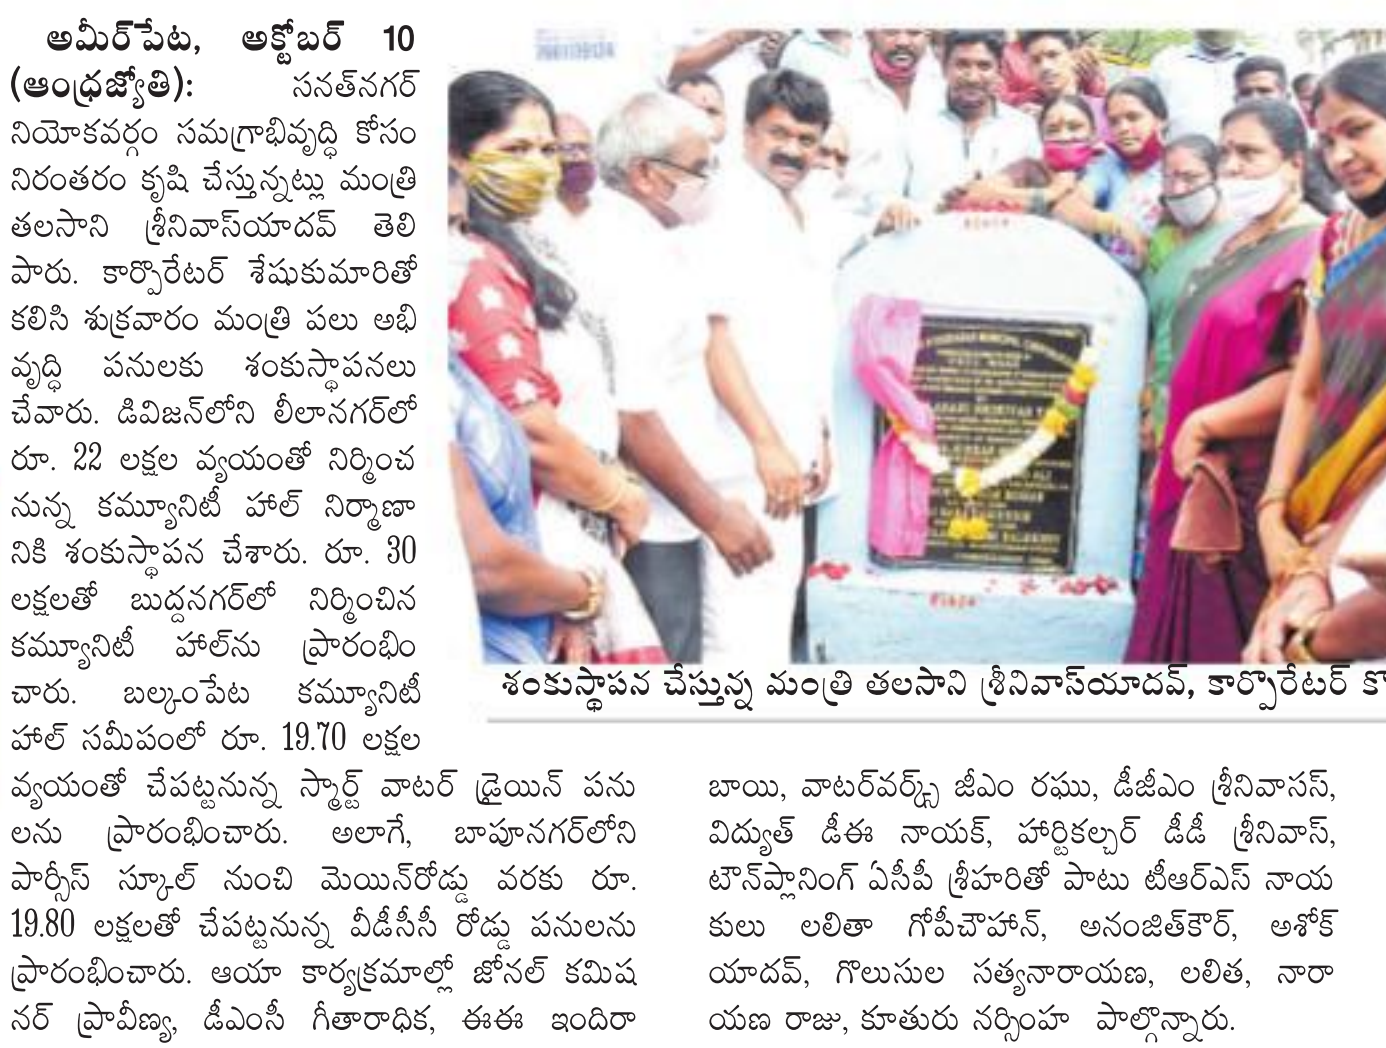 అమీర్‌పేట, అక్టోబర్ 10
(ఆంధ్రజ్యోతి): సనత్‌నగర్
నియోకవర్గం సమగ్రాభివృద్ధి కోసం
నిరంతరం కృషి చేస్తున్నట్లు మంత్రి
తలసాని శ్రీనివాస్‌యాదవ్ తెలి
పారు. కార్పొరేటర్ శేషుకుమారితో
కలిసి శుక్రవారం మంత్రి పలు అభి
వృద్ధి పనులకు శంకుస్థాపనలు
చేవారు. డివిజన్‌లోని లీలానగర్‌లో
రూ. 22 లక్షల వ్యయంతో నిర్మించ
నున్న కమ్యూనిటీ హాల్ నిర్మాణా
నికి శంకుస్థాపన చేశారు. రూ. 30
లక్షలతో బుద్దనగర్‌లో నిర్మించిన
కమ్యూనిటీ హాల్‌ను ప్రారంభిం
చారు. బల్కంపేట కమ్యూనిటీ
హాల్ సమీపంలో రూ. 19.70 లక్షల
వ్యయంతో చేపట్టనున్న స్మార్ట్ వాటర్ డ్రైయిన్ పను
లను ప్రారంభించారు. అలాగే, బాపూనగర్‌లోని
పార్సీస్ స్కూల్ నుంచి మెయిన్‌రోడ్డు వరకు రూ.
19.80 లక్షలతో చేపట్టనున్న వీడీసీసీ రోడ్డు పనులను
ప్రారంభించారు. ఆయా కార్యక్రమాల్లో జోనల్ కమిష
నర్ ప్రావీణ్య, డీఎంసీ గీతారాధిక, ఈఈ ఇందిరా
శంకుస్థాపన చేస్తున్న మంత్రి తలసాని శ్రీనివాస్‌యాదవ్, కార్పొరేటర్ కొ
బాయి, వాటర్‌వర్క్స్ జీఎం రఘు, డీజీఎం శ్రీనివాసస్,
విద్యుత్ డీఈ నాయక్, హార్టికల్చర్ డీడీ శ్రీనివాస్,
టౌన్‌ప్లానింగ్ ఏసీపీ శ్రీహరితో పాటు టీఆర్ఎస్ నాయ
కులు లలితా గోపీచౌహాన్, అనంజిత్‌కౌర్, అశోక్
యాదవ్, గొలుసుల సత్యనారాయణ, లలిత, నారా
యణ రాజు, కూతురు నర్సింహ పాల్గొన్నారు.